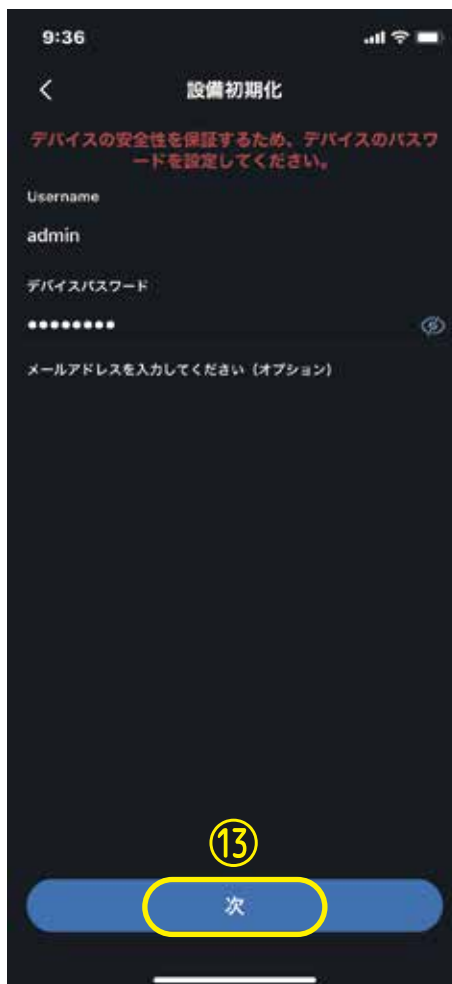 9:36
設備初期化
デバイスの安全性を保証するため、デバイスのパスワ
ードを設定してください。
Username
admin
デバイスパスワード
••••••••
メールアドレスを入力してください（オプション）
⑬
次